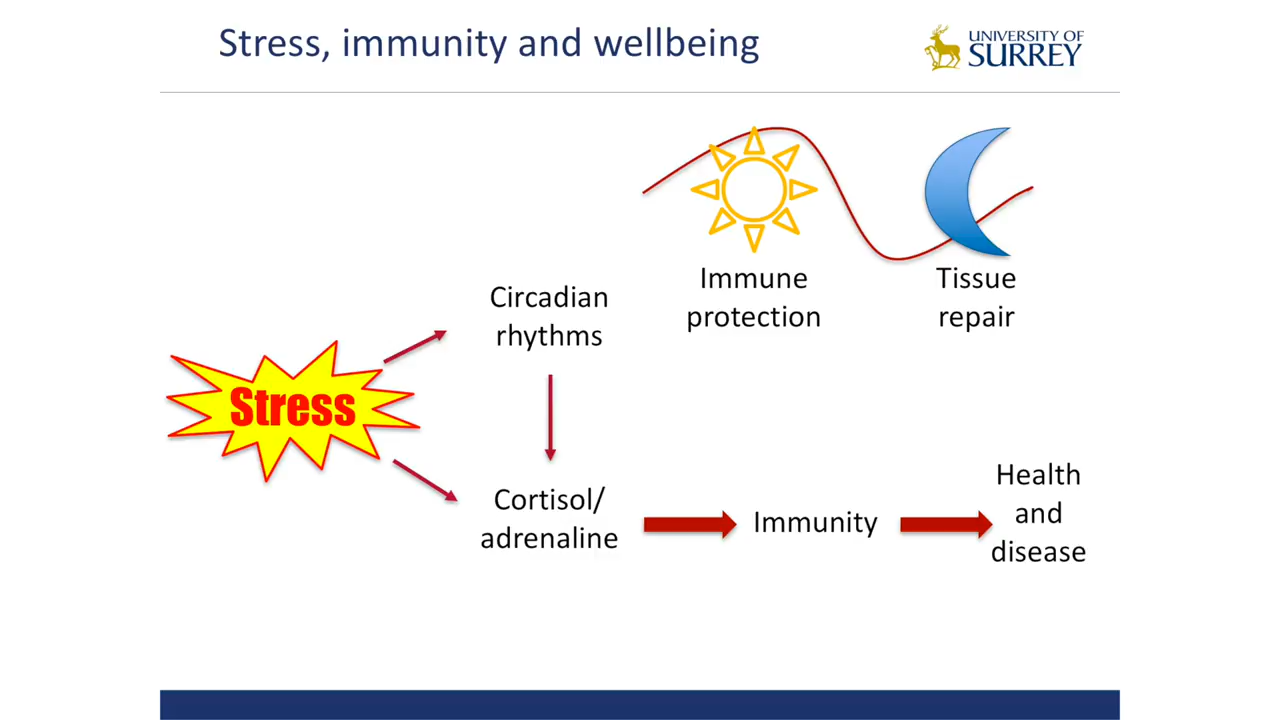 Stress, immunity and wellbeing
UNIVERSITY OF
SURREY
Immune
protection
Tissue
repair
Circadian
rhythms
Stress
Cortisol/
adrenaline
Immunity
Health
and
disease